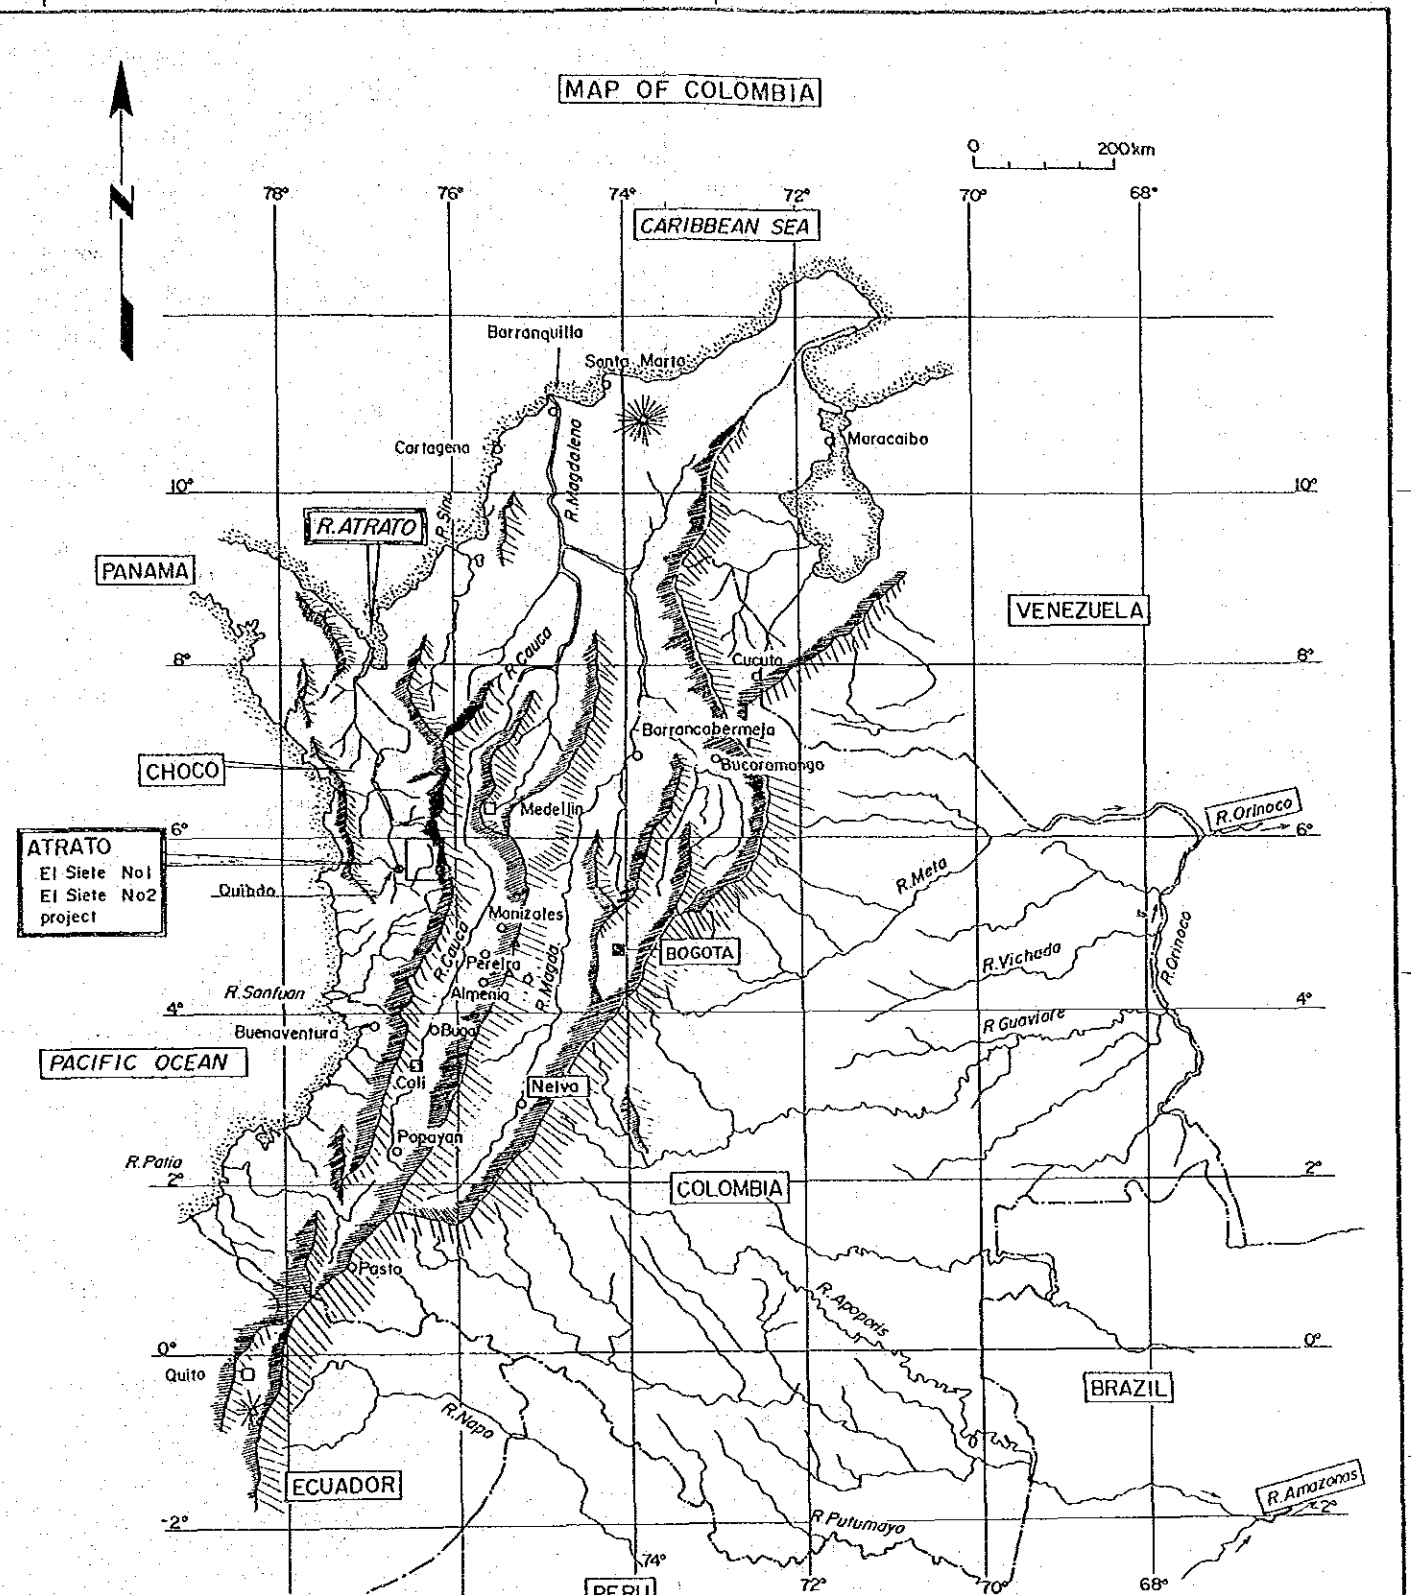 MAP OF COLOMBIA
N
0 200km
78° 76° 74° 72° 70° 68°
CARIBBEAN SEA
Barranquilla
Santa Marta
Cartagena
R.Magdalena
Maracaibo
10° 10°
R.Sinu
R.ATRATO
PANAMA
VENEZUELA
R.Cauca
8° 8°
Cucuta
Barrancabermeja
CHOCO
Bucaramanga
Medellin
R.Orinoco
6° 6°
ATRATO
El Siete No1
El Siete No2
project
Quibdo
R.Meta
Manizales
R.Cauca
BOGOTA
R.Orinoco
Pereira
R.Vichada
R.Magda.
Almenia
R.Sanfuan
4° 4°
Buenaventura
Buga
R Guaviare
PACIFIC OCEAN
Cali
Neiva
Popayan
R.Patia
2° 2°
COLOMBIA
Pasto
R.Apoporis
0° 0°
Quito
BRAZIL
R.Napo
ECUADOR
R.Amazonas
-2° -2°
R Putumayo
74° 72° 70° 68°
PERU